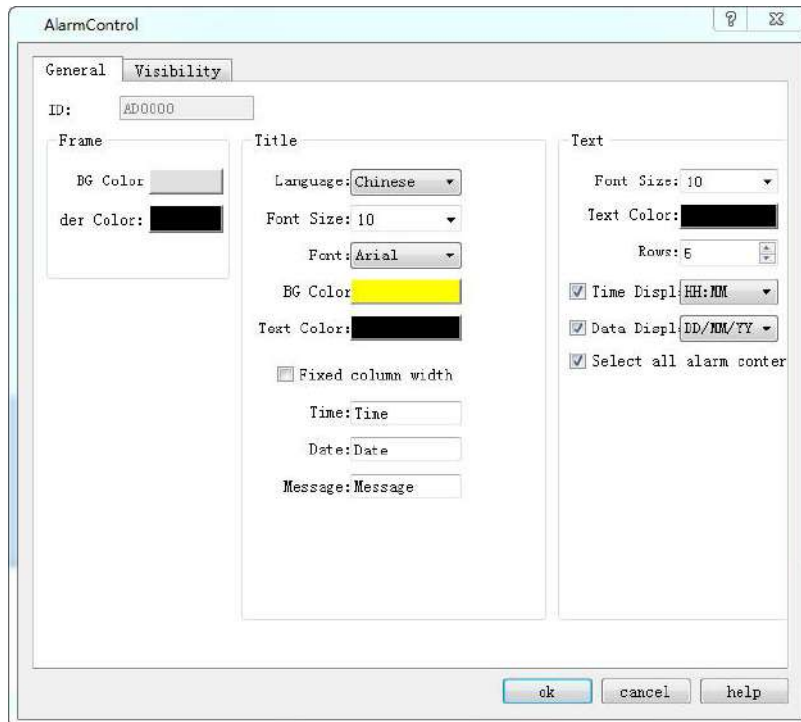 AlarmControl
General
Visibility
ID: AD0000
Frame
BG Color
der Color:
Title
Language: Chinese
Font Size: 10
Font: Arial
BG Color
Text Color:
Fixed column width
Time: Time
Date: Date
Message: Message
Text
Font Size: 10
Text Color:
Rows: 5
Time Displ: HH:MM
Data Displ: DD/MM/YY
Select all alarm conter
ok
cancel
help